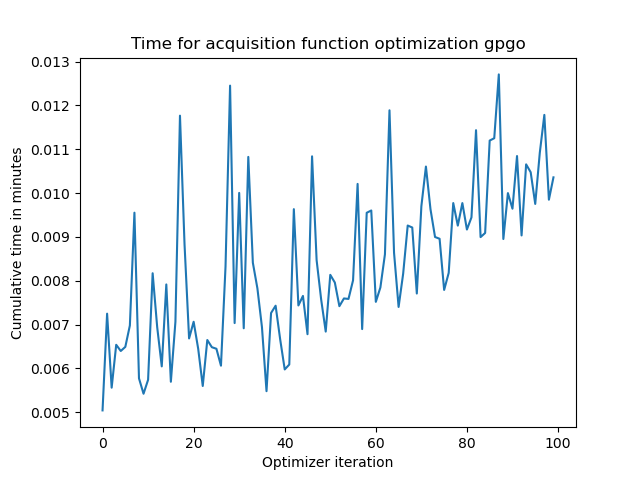 Time for acquisition function optimization gpgo
0.013
0.012
0.011
0.010
0.009
0.008
0.007
0.006
0.005
Cumulative time in minutes
0 20 40 60 80 100
Optimizer iteration